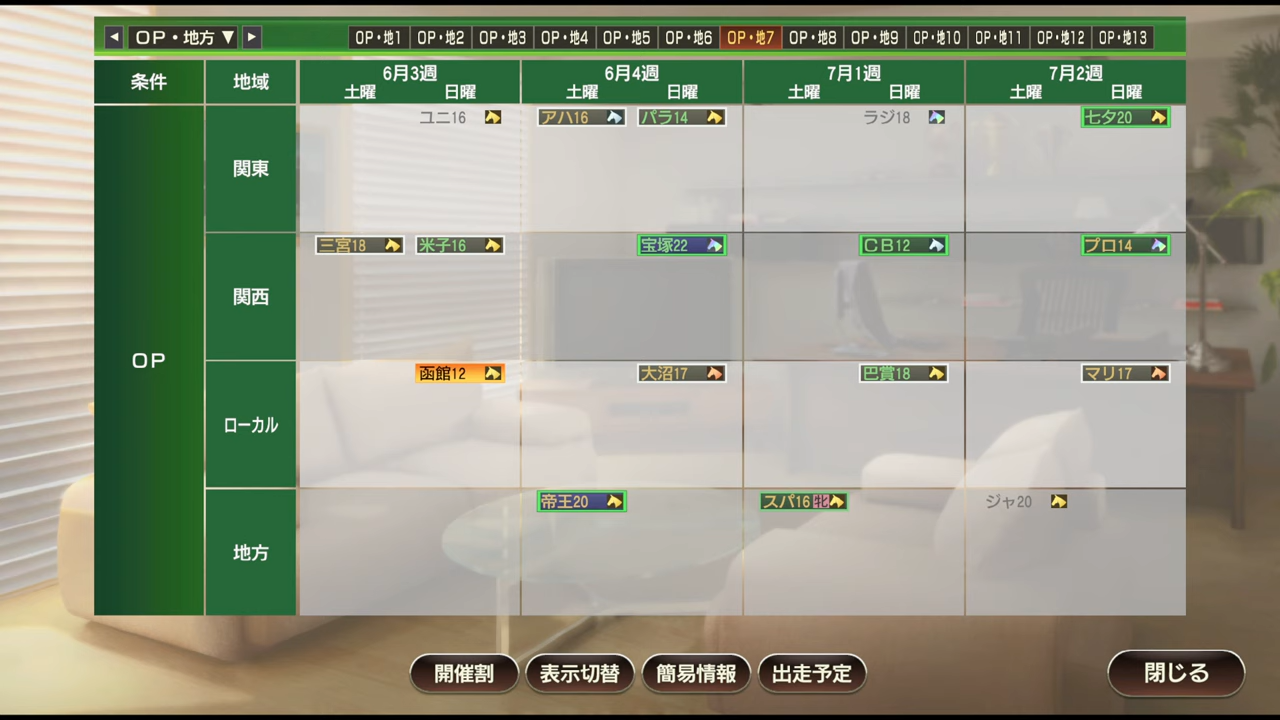 ◀ OP・地方▼ ▶ OP・地1 OP・地2 OP・地3 OP・地4 OP・地5 OP・地6 OP・地7 OP・地8 OP・地9 OP・地10 OP・地11 OP・地12 OP・地13
条件 地域 6月3週 6月4週 7月1週 7月2週
土曜 日曜 土曜 日曜 土曜 日曜 土曜 日曜
ユニ16 アハ16 パラ14 ラジ18 七夕20
関東
三宮18 米子16 宝塚22 CB12 プロ14
関西
OP
函館12 大沼17 巴賞18 マリ17
ローカル
帝王20 スパ16牝 ジャ20
地方
開催割 表示切替 簡易情報 出走予定 閉じる